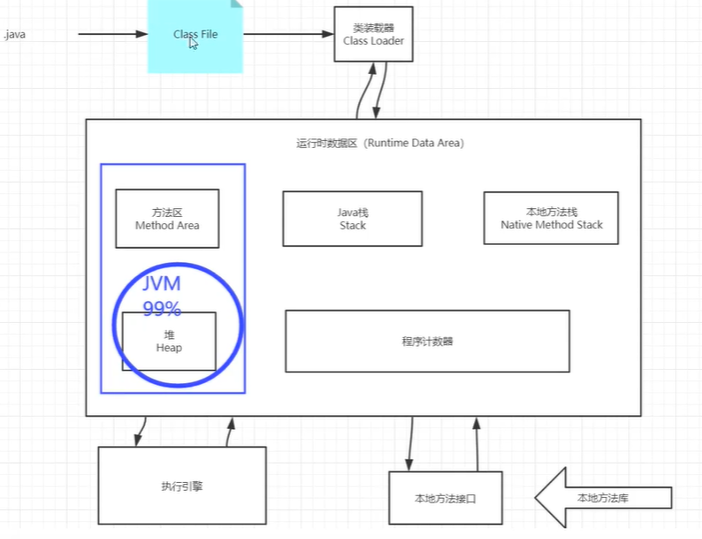 .java
Class File
类装载器
Class Loader
运行时数据区（Runtime Data Area）
方法区
Method Area
Java栈
Stack
本地方法栈
Native Method Stack
JVM
99%
堆
Heap
程序计数器
执行引擎
本地方法接口
本地方法库